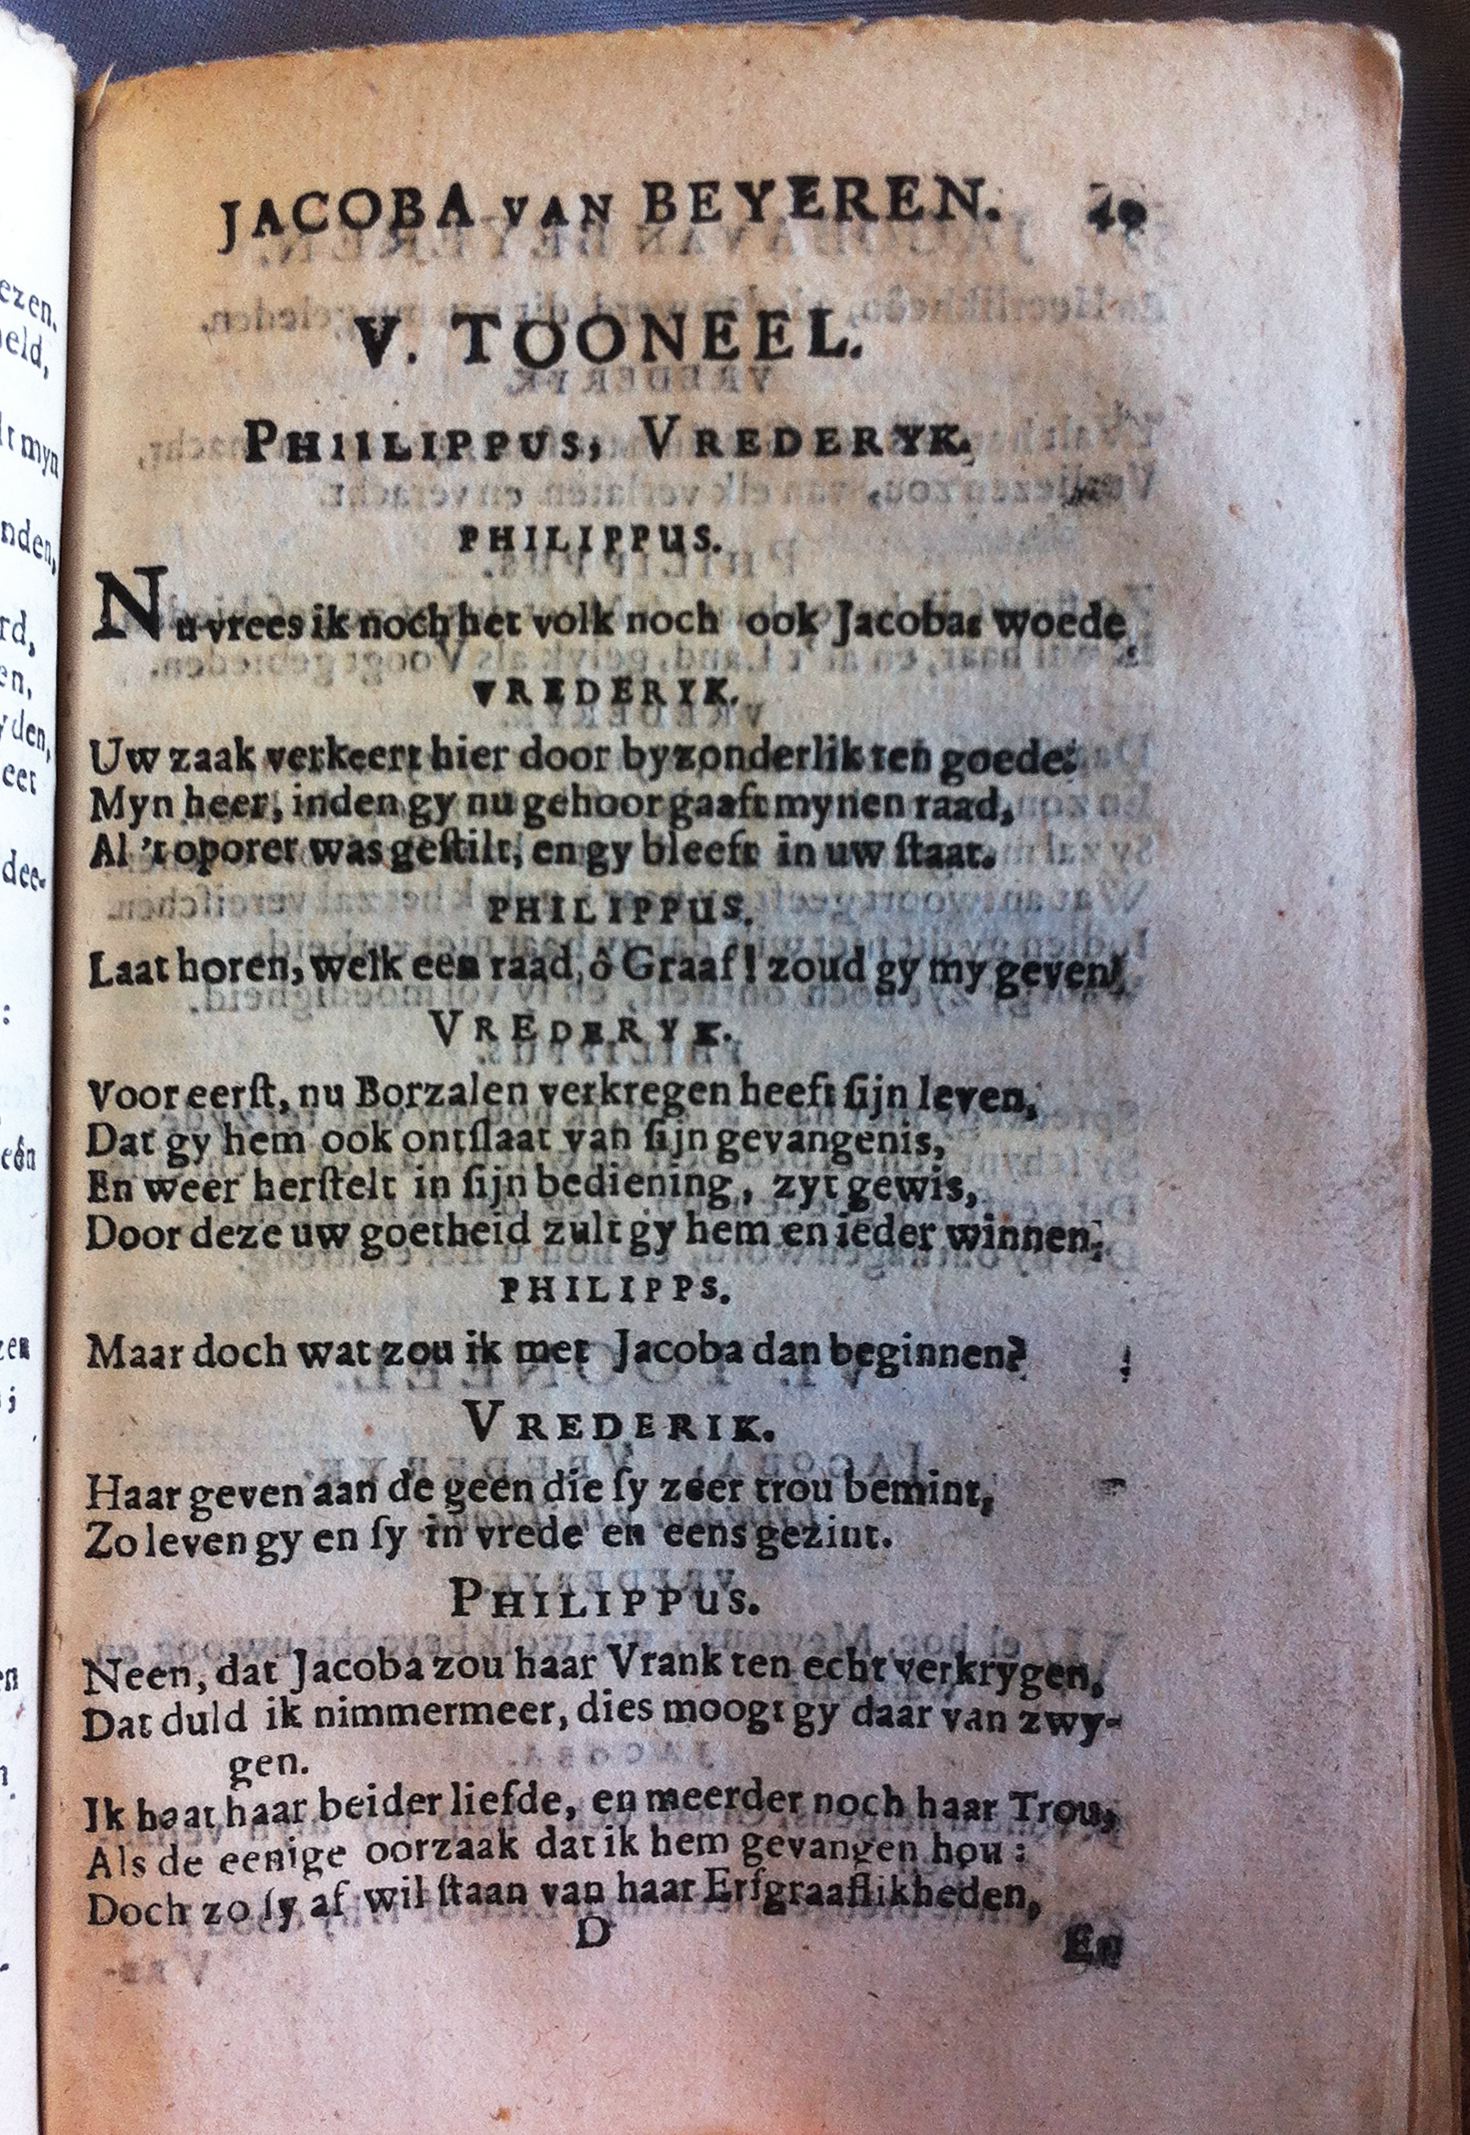 JACOBA VAN BEYEREN. 49
V. TOONEEL.
PHIILIPPUS, VREDERYK.
PHILIPPUS.
Nu vrees ik noch het volk noch ook Jacobas woede
VREDERYK.
Uw zaak verkeert hier door byzonderlik ten goede:
Myn heer, inden gy nu gehoor gaaft mynen raad,
Al 't oporer was gestilt, en gy bleeft in uw staat.
PHILIPPUS.
Laat horen, welk een raad, ô Graaf! zoud gy my geven?
VREDERYK.
Voor eerst, nu Borzalen verkregen heeft sijn leven,
Dat gy hem ook ontslaat van sijn gevangenis,
En weer herstelt in sijn bediening, zyt gewis,
Door deze uw goetheid zult gy hem en ieder winnen.
PHILIPPS.
Maar doch wat zou ik met Jacoba dan beginnen?
VREDERIK.
Haar geven aan de geen die sy zeer trou bemint,
Zo leven gy en sy in vrede en eens gezint.
PHILIPPUS.
Neen, dat Jacoba zou haar Vrank ten echt verkrygen,
Dat duld ik nimmermeer, dies moogt gy daar van zwy-
gen.
Ik haat haar beider liefde, en meerder noch haar Trou,
Als de eenige oorzaak dat ik hem gevangen hou:
Doch zo sy af wil staan van haar Erfgraaflikheden,
D En